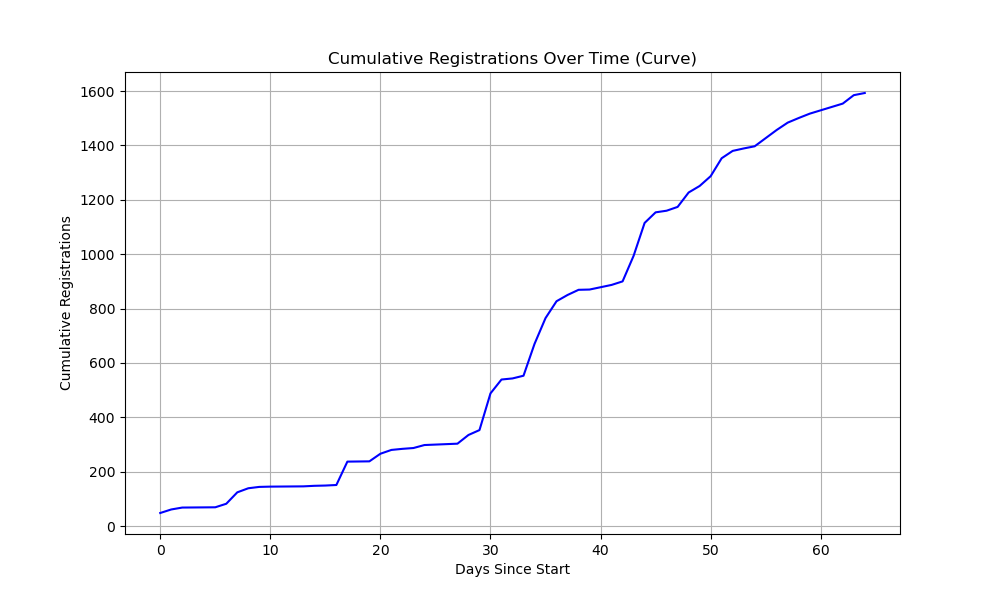 Cumulative Registrations Over Time (Curve)
Cumulative Registrations
1600
1400
1200
1000
800
600
400
200
0
0 10 20 30 40 50 60
Days Since Start